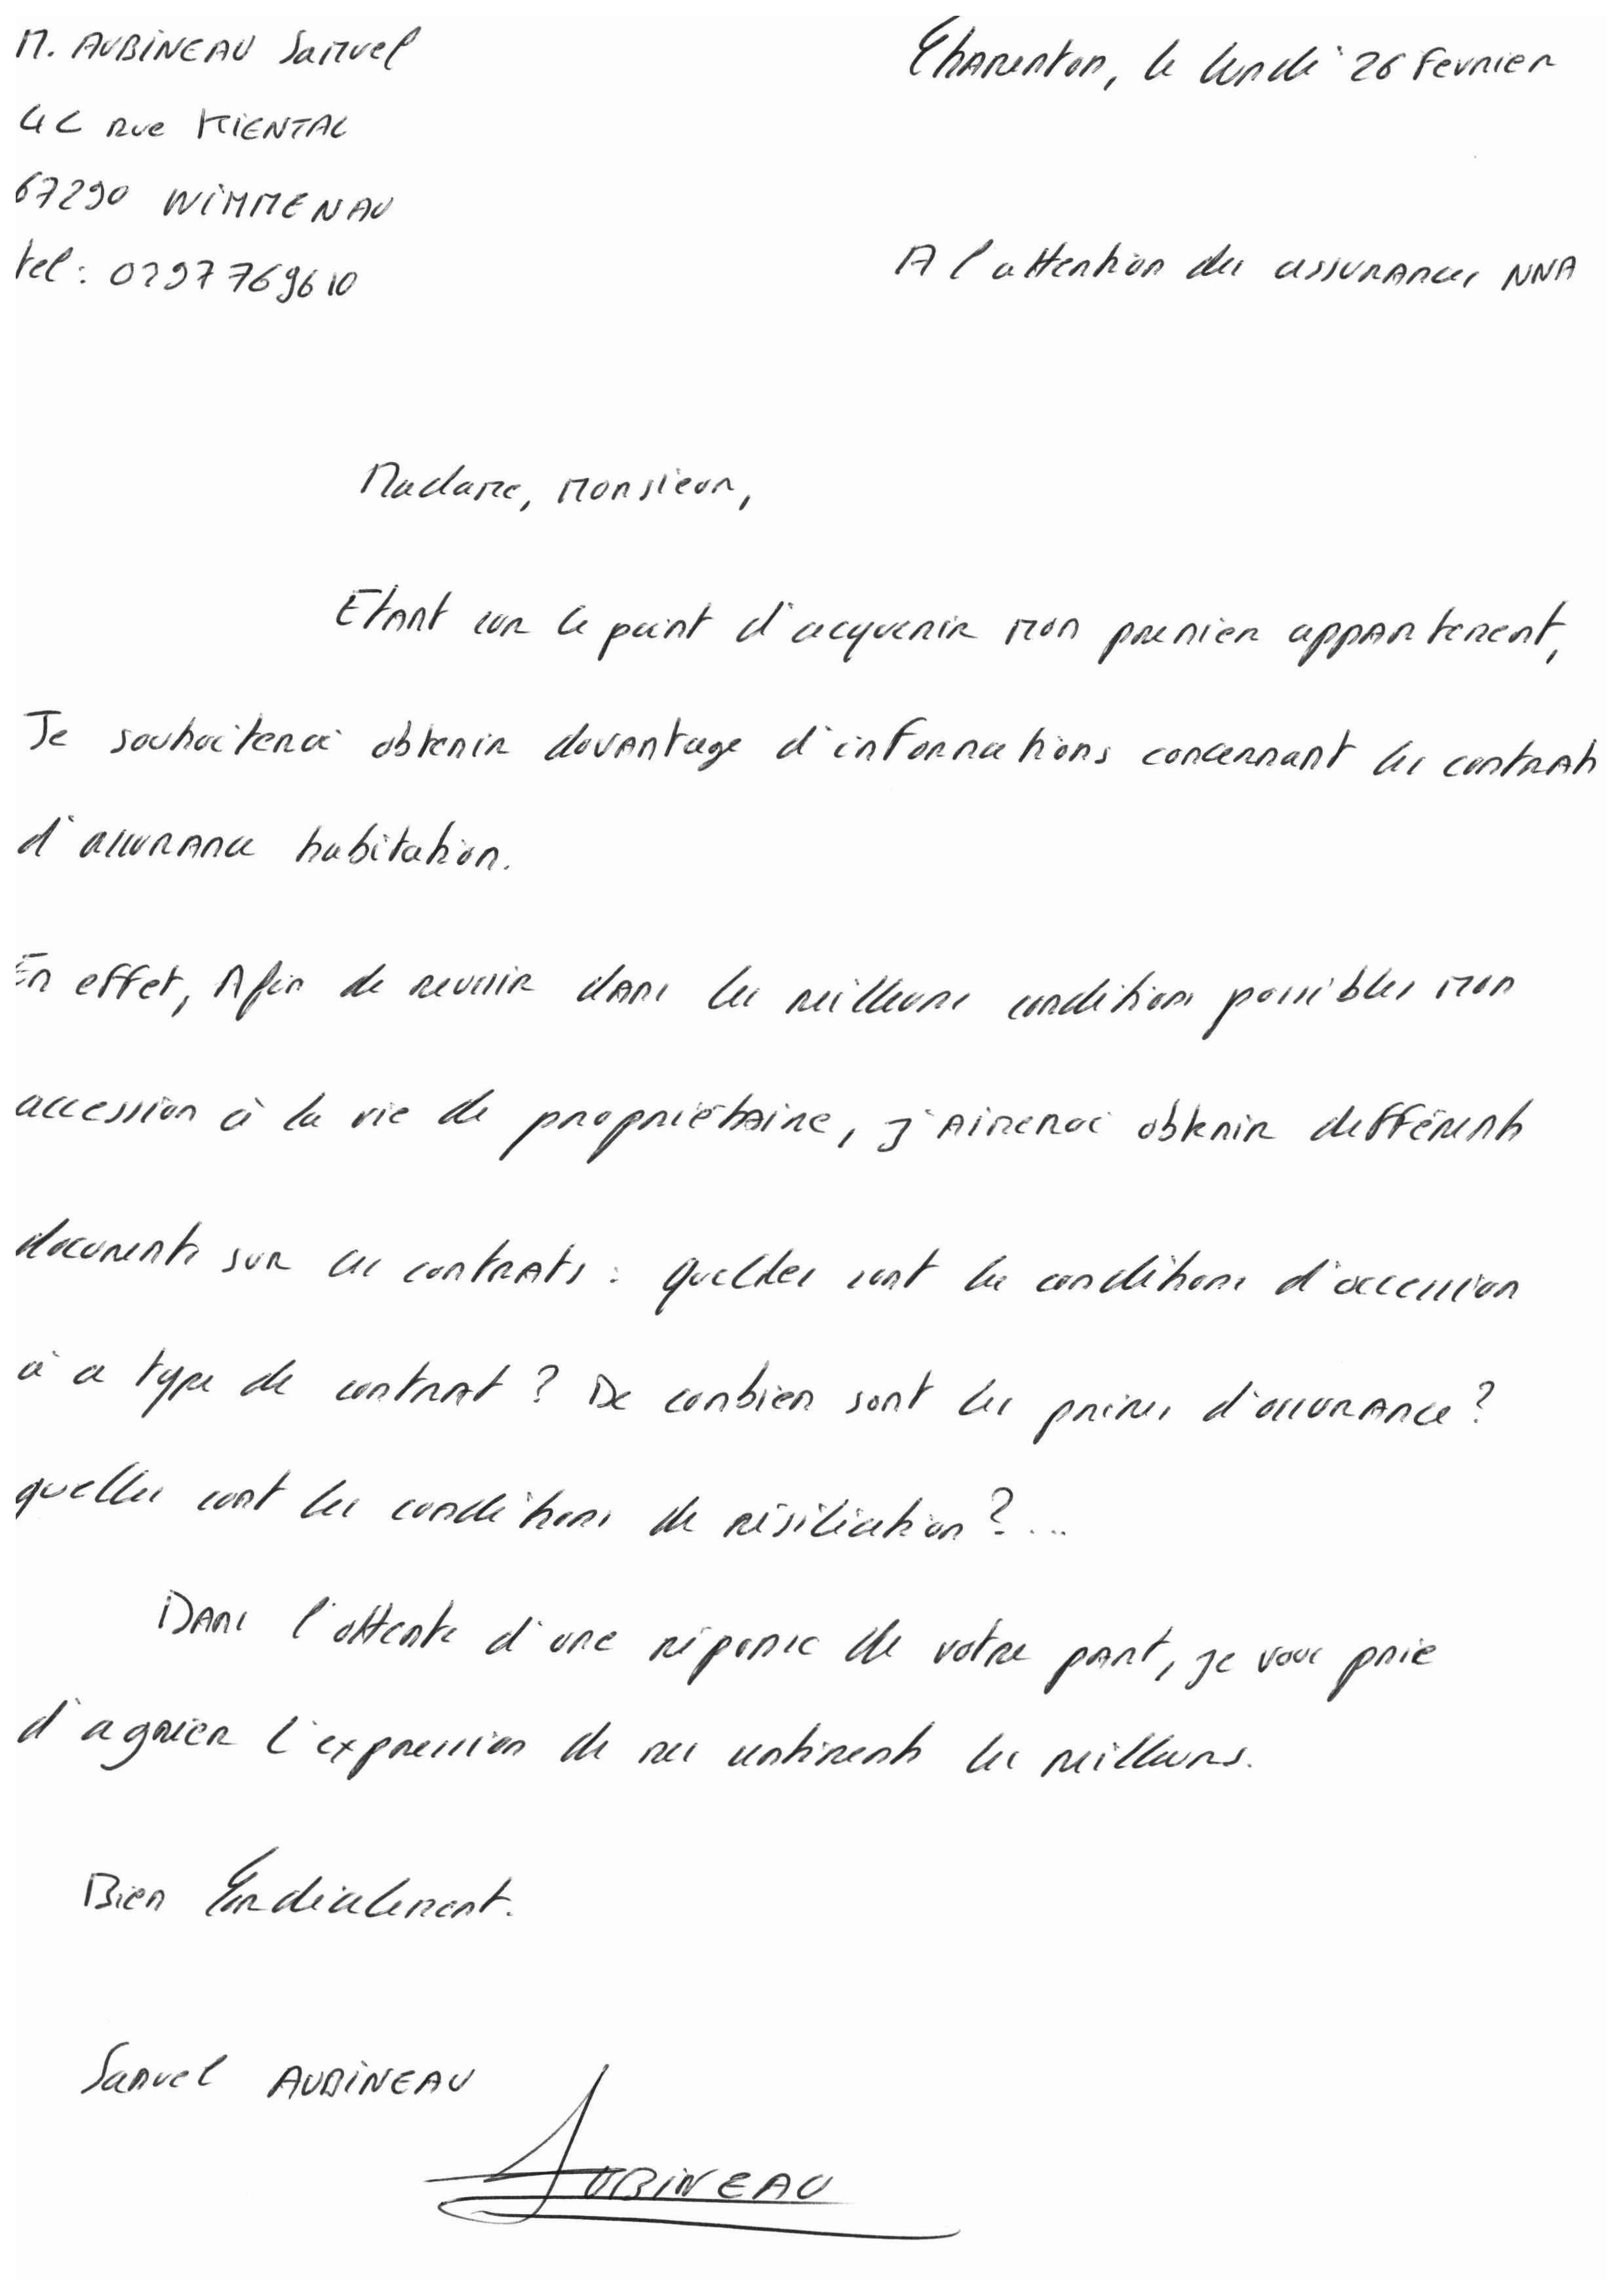 M. AUBINEAU Samuel
Charenton, le lundi 26 Fevrier
4C rue KIENTAL
67290 WIMMENAU
tel : 0297769610
A l'attention des assurances NNA
Madame, Monsieur,
Etant sur le point d'acquerir mon premier appartement,
Je souhaiterai obtenir davantage d'informations concernant les contrats
d'assurance habitation.
En effet, Afin de reussir dans les meilleurs conditions possibles mon
accession à la vie de propriétaire, j'aimerai obtenir différents
documents sur les contrats : quelles sont les conditions d'accession
à ce type de contrat ? De combien sont les primes d'assurance ?
quelles sont les conditions de résiliation ? ...
Dans l'attente d'une réponse de votre part, je vous prie
d'agréer l'expression de mes sentiments les meilleurs.
Bien Cordialement.
Samuel AUBINEAU
AUBINEAU